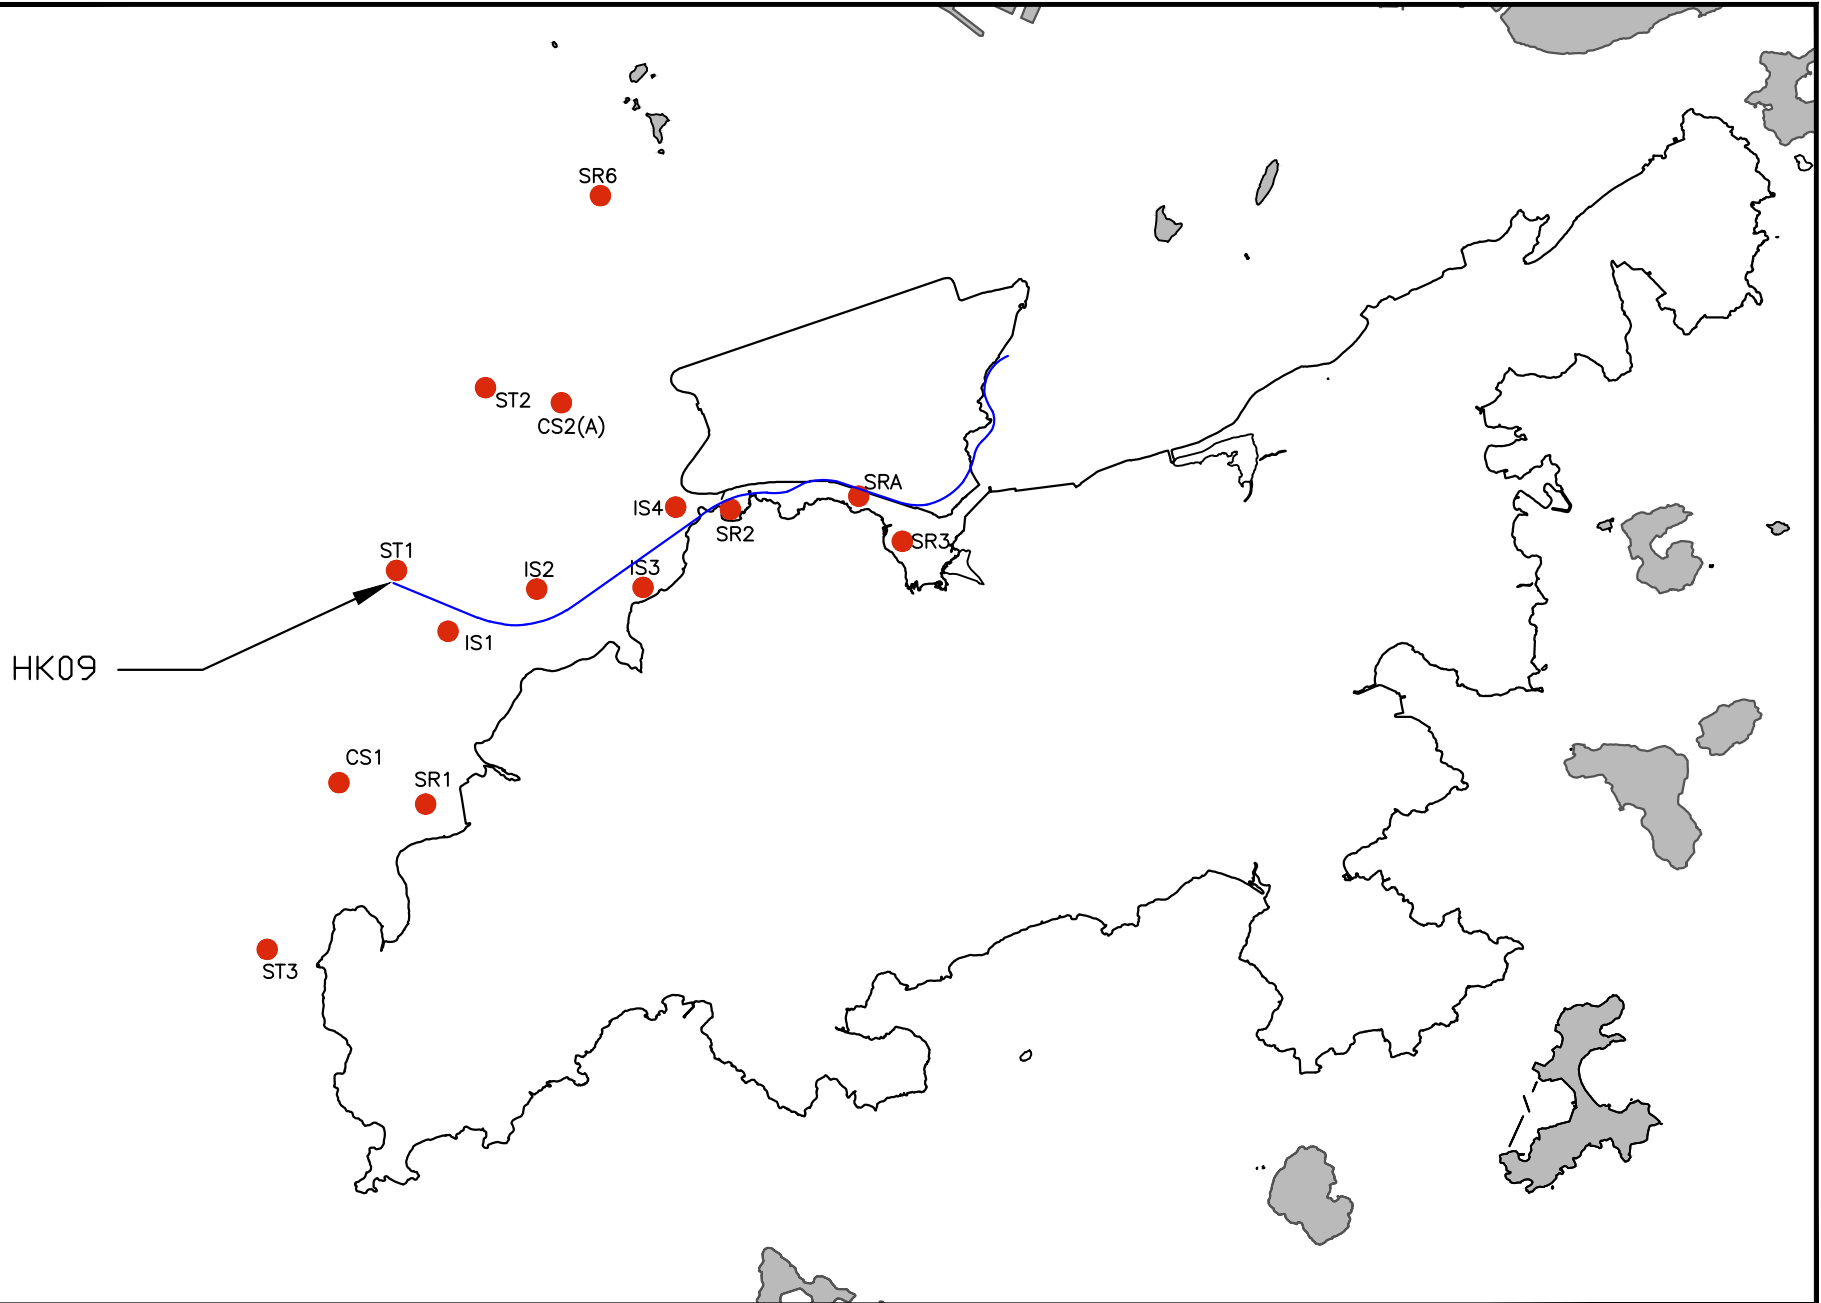 SR6
ST2
CS2(A)
SRA
IS4
SR2
SR3
ST1
IS2
IS3
IS1
HK09
CS1
SR1
ST3